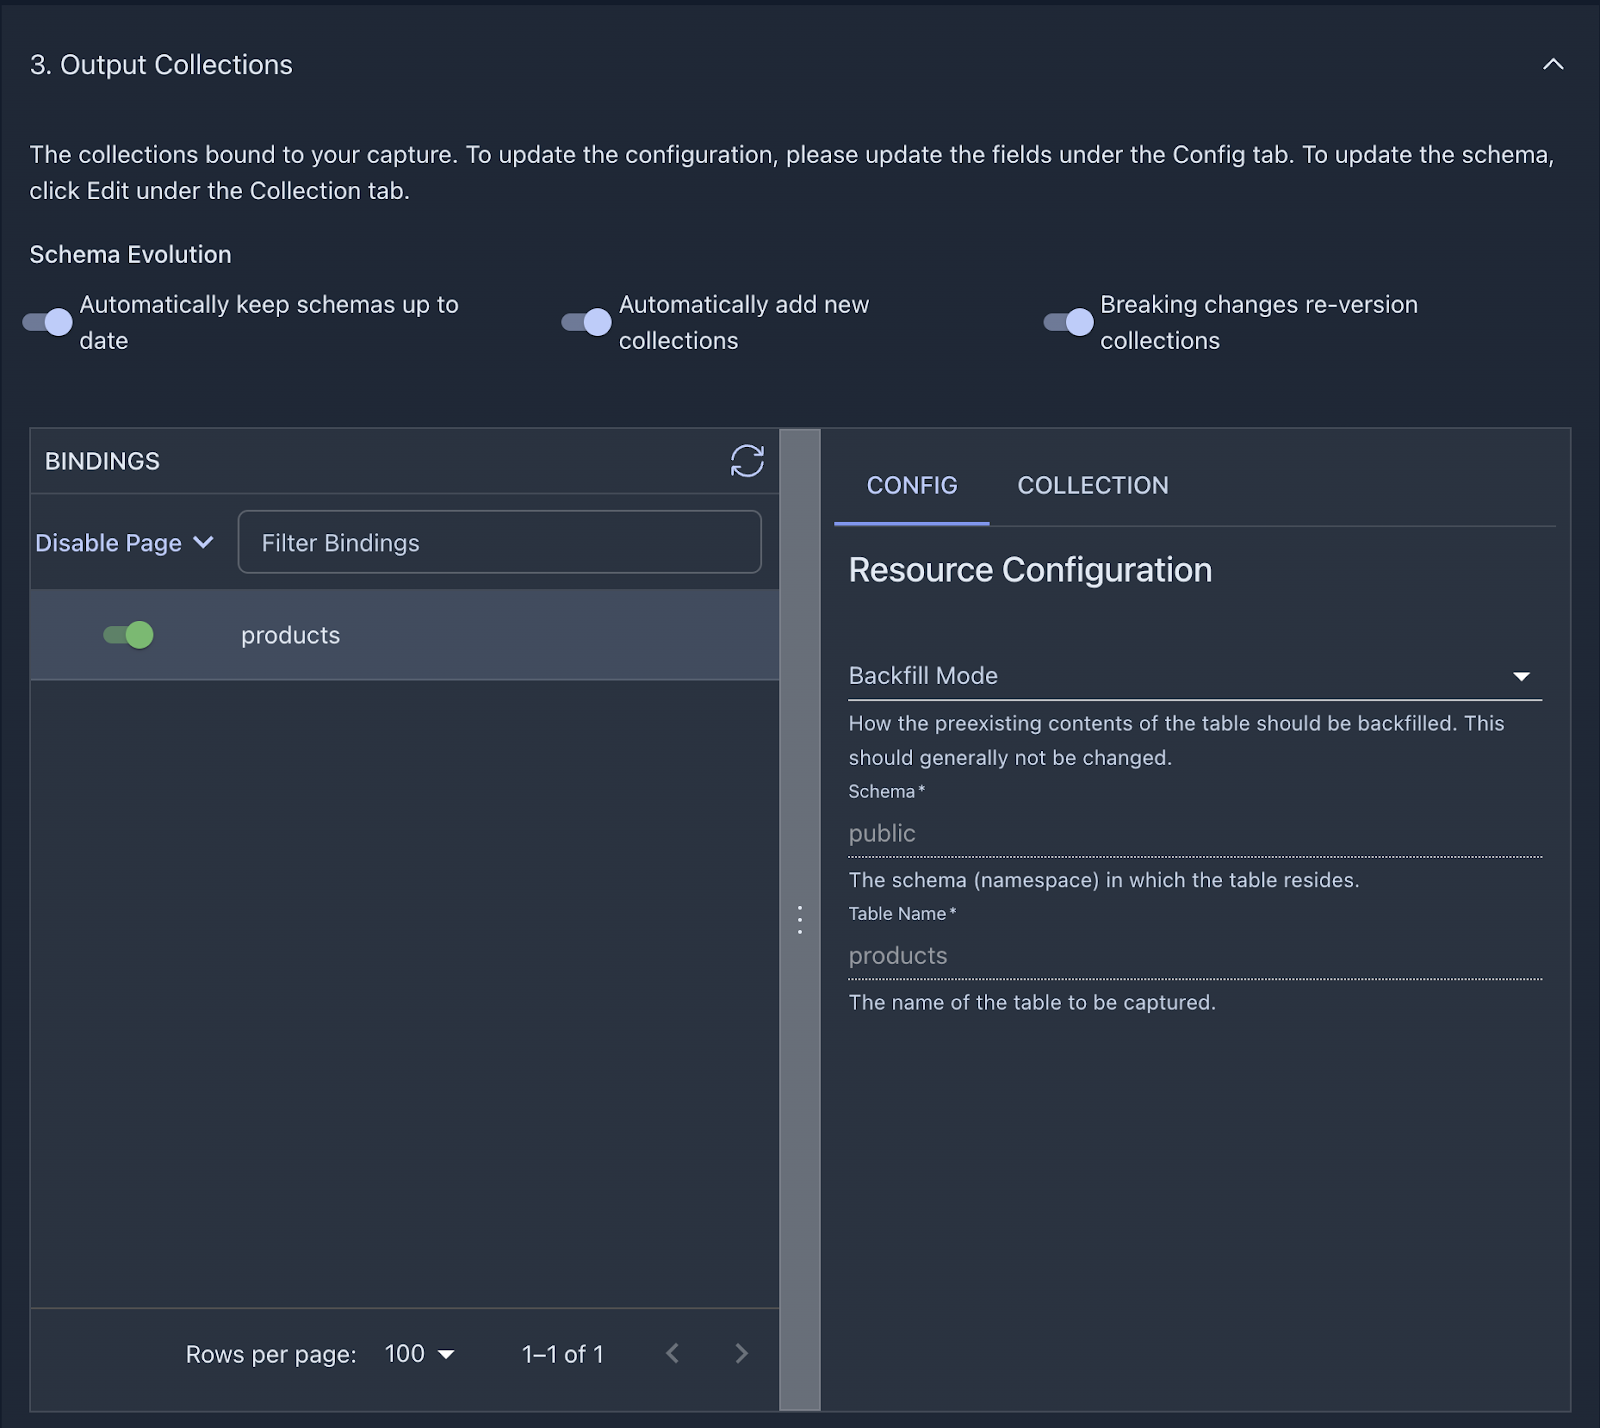 3. Output Collections
The collections bound to your capture. To update the configuration, please update the fields under the Config tab. To update the schema,
click Edit under the Collection tab.
Schema Evolution
Automatically keep schemas up to
date
Automatically add new
collections
Breaking changes re-version
collections
BINDINGS
Disable Page
Filter Bindings
products
Rows per page: 100 1–1 of 1
CONFIG COLLECTION
Resource Configuration
Backfill Mode
How the preexisting contents of the table should be backfilled. This
should generally not be changed.
Schema*
public
The schema (namespace) in which the table resides.
Table Name*
products
The name of the table to be captured.